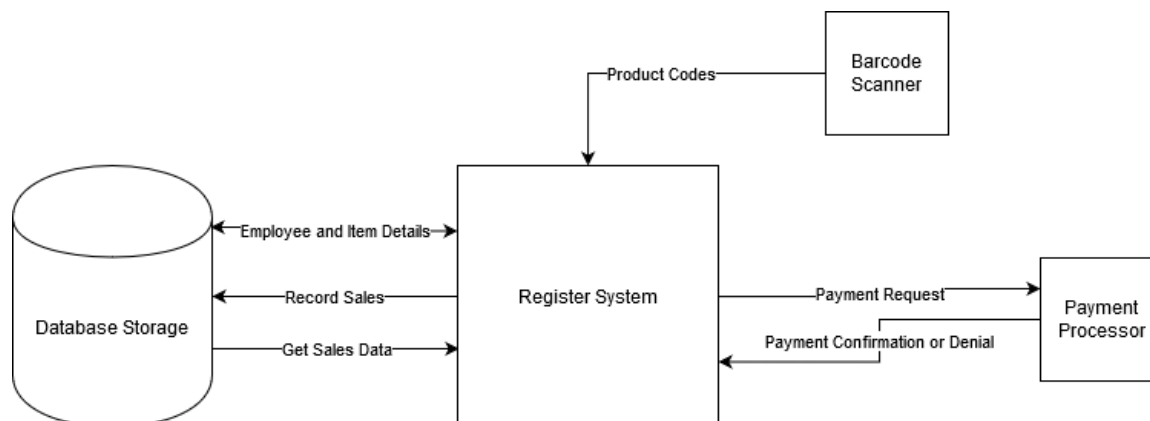 Barcode
Scanner
Product Codes
Employee and Item Details
Record Sales
Register System
Payment Request
Payment
Processor
Database Storage
Get Sales Data
Payment Confirmation or Denial